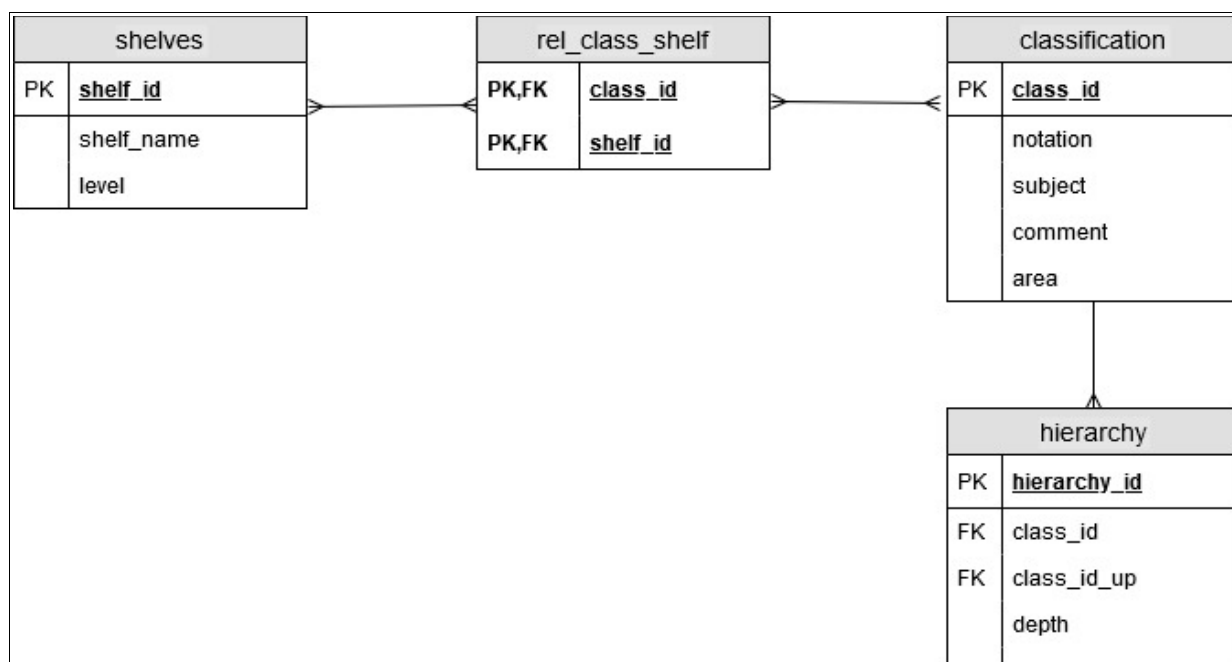 shelves
PK shelf_id
shelf_name
level
rel_class_shelf
PK,FK class_id
PK,FK shelf_id
classification
PK class_id
notation
subject
comment
area
hierarchy
PK hierarchy_id
FK class_id
FK class_id_up
depth